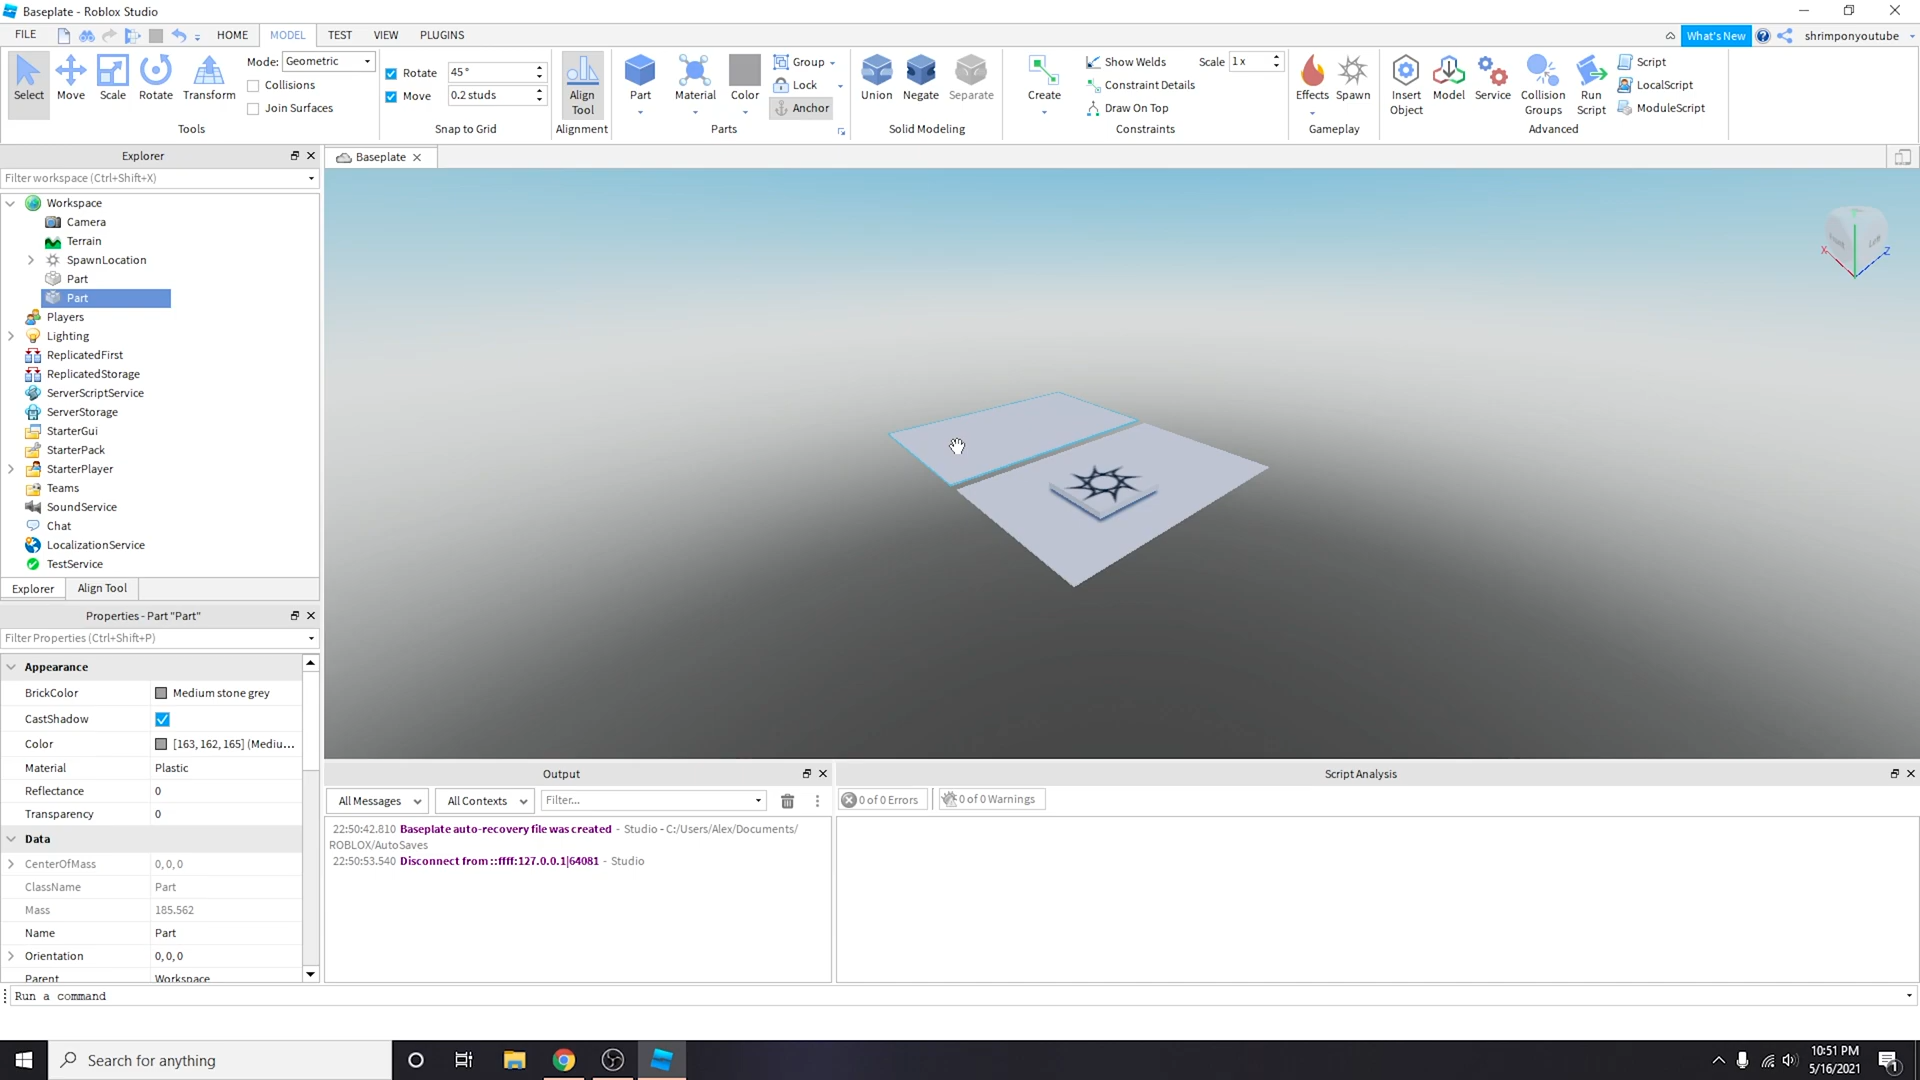 Baseplate - Roblox Studio
FILE HOME MODEL TEST VIEW PLUGINS What's New shrimponyoutube
Select Move Scale Rotate Transform
Mode: Geometric
Collisions
Join Surfaces
Tools
Rotate 45°
Move 0.2 studs
Snap to Grid
Align Tool
Alignment
Part Material Color
Group
Lock
Anchor
Parts
Union Negate Separate
Solid Modeling
Create
Show Welds Scale 1 x
Constraint Details
Draw On Top
Constraints
Effects Spawn
Gameplay
Insert Object Model Service Collision Groups Run Script
Script
LocalScript
ModuleScript
Advanced
Explorer
Filter workspace (Ctrl+Shift+X)
Workspace
Camera
Terrain
SpawnLocation
Part
Part
Players
Lighting
ReplicatedFirst
ReplicatedStorage
ServerScriptService
ServerStorage
StarterGui
StarterPack
StarterPlayer
Teams
SoundService
Chat
LocalizationService
TestService
Explorer Align Tool
Properties - Part "Part"
Filter Properties (Ctrl+Shift+P)
Appearance
BrickColor Medium stone grey
CastShadow
Color [163, 162, 165] (Mediu...
Material Plastic
Reflectance 0
Transparency 0
Data
CenterOfMass 0, 0, 0
ClassName Part
Mass 185.562
Name Part
Orientation 0, 0, 0
Parent Workspace
Baseplate
X Z
Output
All Messages All Contexts Filter...
22:50:42.810 Baseplate auto-recovery file was created - Studio - C:/Users/Alex/Documents/
ROBLOX/AutoSaves
22:50:53.540 Disconnect from ::ffff:127.0.0.1|64081 - Studio
Script Analysis
0 of 0 Errors 0 of 0 Warnings
Run a command
Search for anything
10:51 PM
5/16/2021
1